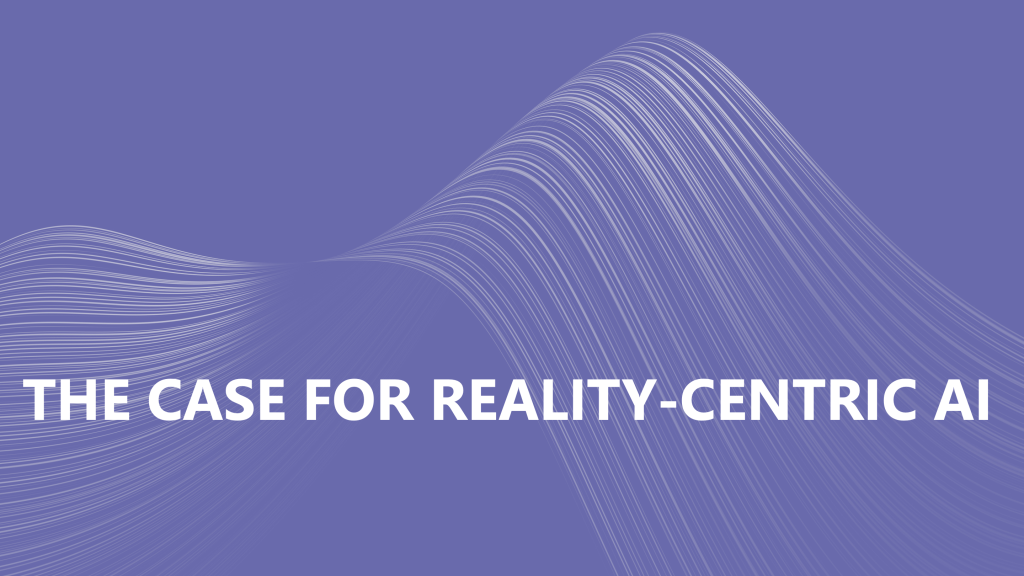 THE CASE FOR REALITY-CENTRIC AI